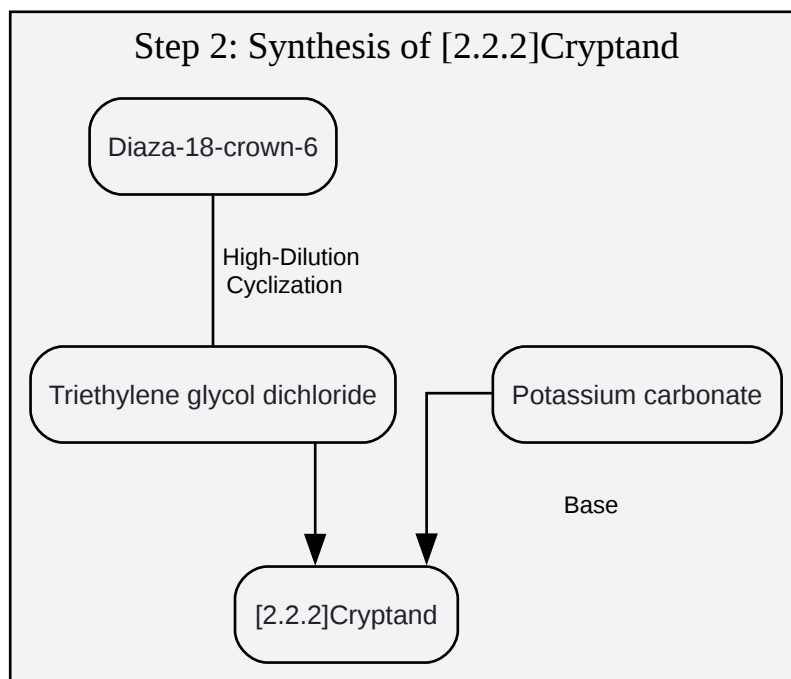 Step 2: Synthesis of [2.2.2]Cryptand
Diaza-18-crown-6
High-Dilution
Cyclization
Triethylene glycol dichloride
Potassium carbonate
Base
[2.2.2]Cryptand